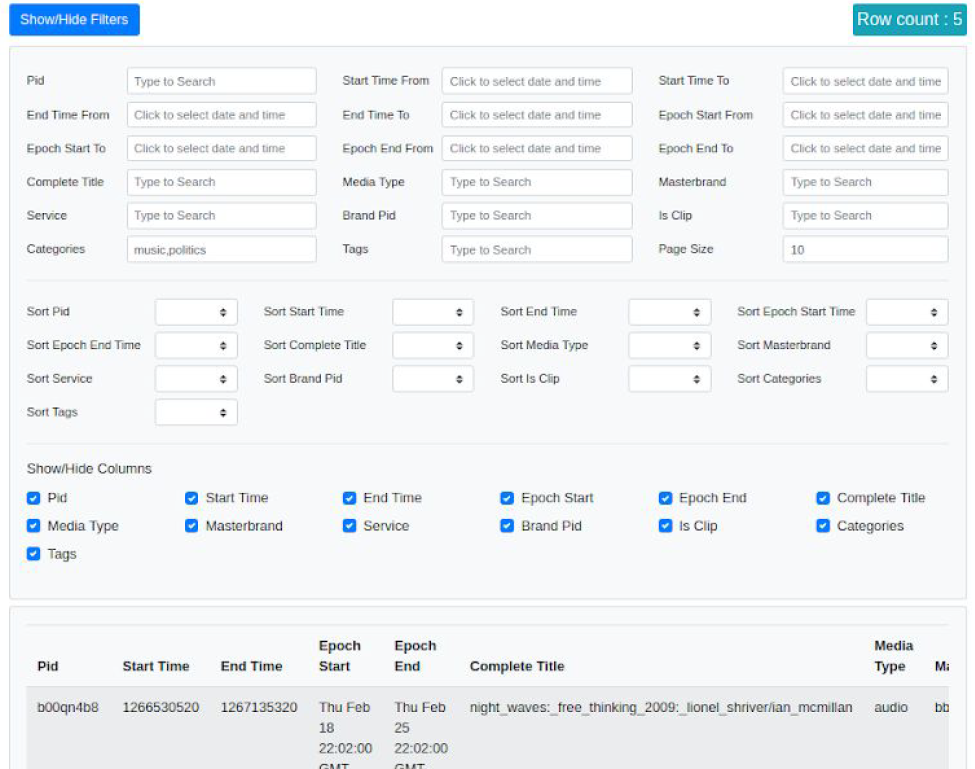 Show/Hide Filters
Row count : 5
Pid Type to Search Start Time From Click to select date and time Start Time To Click to select date and time
End Time From Click to select date and time End Time To Click to select date and time Epoch Start From Click to select date and time
Epoch Start To Click to select date and time Epoch End From Click to select date and time Epoch End To Click to select date and time
Complete Title Type to Search Media Type Type to Search Masterbrand Type to Search
Service Type to Search Brand Pid Type to Search Is Clip Type to Search
Categories music,politics Tags Type to Search Page Size 10
Sort Pid Sort Start Time Sort End Time Sort Epoch Start Time
Sort Epoch End Time Sort Complete Title Sort Media Type Sort Masterbrand
Sort Service Sort Brand Pid Sort Is Clip Sort Categories
Sort Tags
Show/Hide Columns
Pid Start Time End Time Epoch Start Epoch End Complete Title
Media Type Masterbrand Service Brand Pid Is Clip Categories
Tags
Epoch Epoch Media
Pid Start Time End Time Start End Complete Title Type Ma
b00qn4b8 1266530520 1267135320 Thu Feb Thu Feb night_waves:_free_thinking_2009:_lionel_shriver/ian_mcmillan audio bb
18 25
22:02:00 22:02:00
GMT GMT